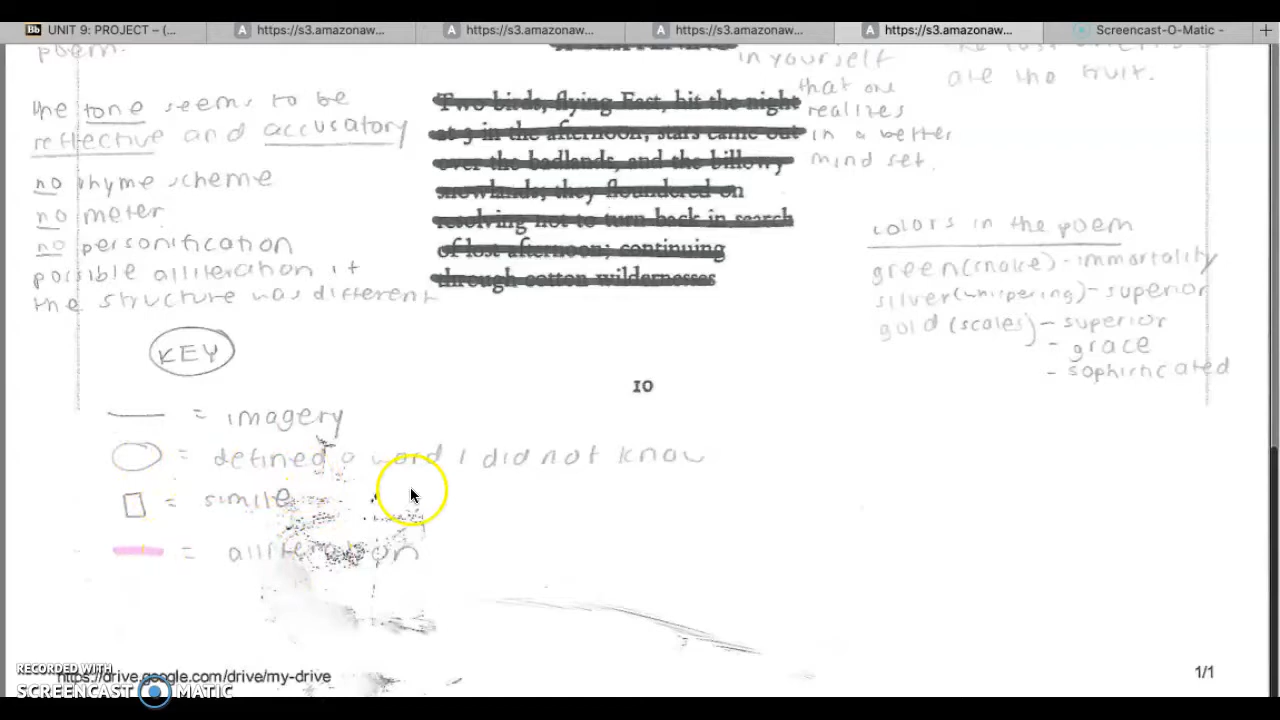 UNIT 9: PROJECT – (...
https://s3.amazonaw...
https://s3.amazonaw...
https://s3.amazonaw...
https://s3.amazonaw...
Screencast-O-Matic -
poem.
the tone seems to be
reflective and accusatory
no rhyme scheme
no meter
no personification
possible alliteration if
the structure was different
KEY
= imagery
= defined a word I did not know
= simile
= alliteration
Two birds, flying East, hit the night
at 3 in the afternoon; stars came out
over the badlands, and the billowy
snowlands; they floundered on
resolving not to turn back in search
of lost afternoon; continuing
through cotton wildernesses
10
in yourself
that one
realizes
in a better
mind set.
are the fruit.
colors in the poem
green(snake) - immortality
silver(whispering) - superior
gold (scales) - superior
- grace
- sophisticated
RECORDED WITH
SCREENCAST MATIC
https://drive.google.com/drive/my-drive
1/1